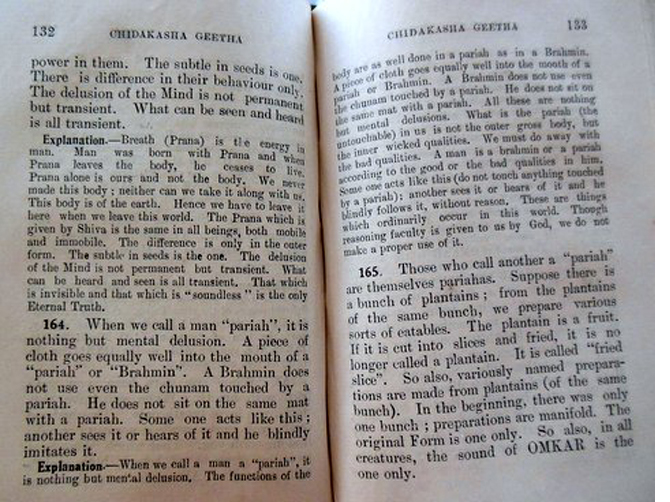 132 CHIDAKASHA GEETHA
power in them. The subtle in seeds is one.
There is difference in their behaviour only.
The delusion of the Mind is not permanent
but transient. What can be seen and heard
is all transient.
Explanation.—Breath (Prana) is the energy in
man. Man was born with Prana and when
Prana leaves the body, he ceases to live.
Prana alone is ours and not the body. We never
made this body; neither can we take it along with us.
This body is of the earth. Hence we have to leave it
here when we leave this world. The Prana which is
given by Shiva is the same in all beings, both mobile
and immobile. The difference is only in the outer
form. The subtle in seeds is the one. The delusion
of the Mind is not permanent but transient. What
can be heard and seen is all transient. That which
is invisible and that which is "soundless" is the only
Eternal Truth.
164. When we call a man "pariah", it is
nothing but mental delusion. A piece of
cloth goes equally well into the mouth of a
"pariah" or "Brahmin". A Brahmin does
not use even the chunam touched by a
pariah. He does not sit on the same mat
with a pariah. Some one acts like this;
another sees it or hears of it and he blindly
imitates it.
Explanation.—When we call a man a "pariah", it
is nothing but mental delusion. The functions of the
CHIDAKASHA GEETHA 133
body are as well done in a pariah as in a Brahmin.
A piece of cloth goes equally well into the mouth of a
pariah or Brahmin. A Brahmin does not use even
the chunam touched by a pariah. He does not sit on
the same mat with a pariah. All these are nothing
but mental delusions. What is the pariah (the
untouchable) in us is not the outer gross body, but
the inner wicked qualities. We must do away with
the bad qualities. A man is a brahmin or a pariah
according to the good or the bad qualities in him.
Some one acts like this (do not touch anything touched
by a pariah); another sees it or hears of it and he
blindly follows it, without reason. These are things
which ordinarily occur in this world. Though
reasoning faculty is given to us by God, we do not
make a proper use of it.
165. Those who call another a "pariah"
are themselves pariahas. Suppose there is
a bunch of plantains; from the plantains
of the same bunch, we prepare various
sorts of eatables. The plantain is a fruit.
If it is cut into slices and fried, it is no
longer called a plantain. It is called "fried
slice". So also, variously named prepara-
tions are made from plantains (of the same
bunch). In the beginning, there was only
one bunch; preparations are manifold. The
original Form is one only. So also, in all
creatures, the sound of OMKAR is the
one only.